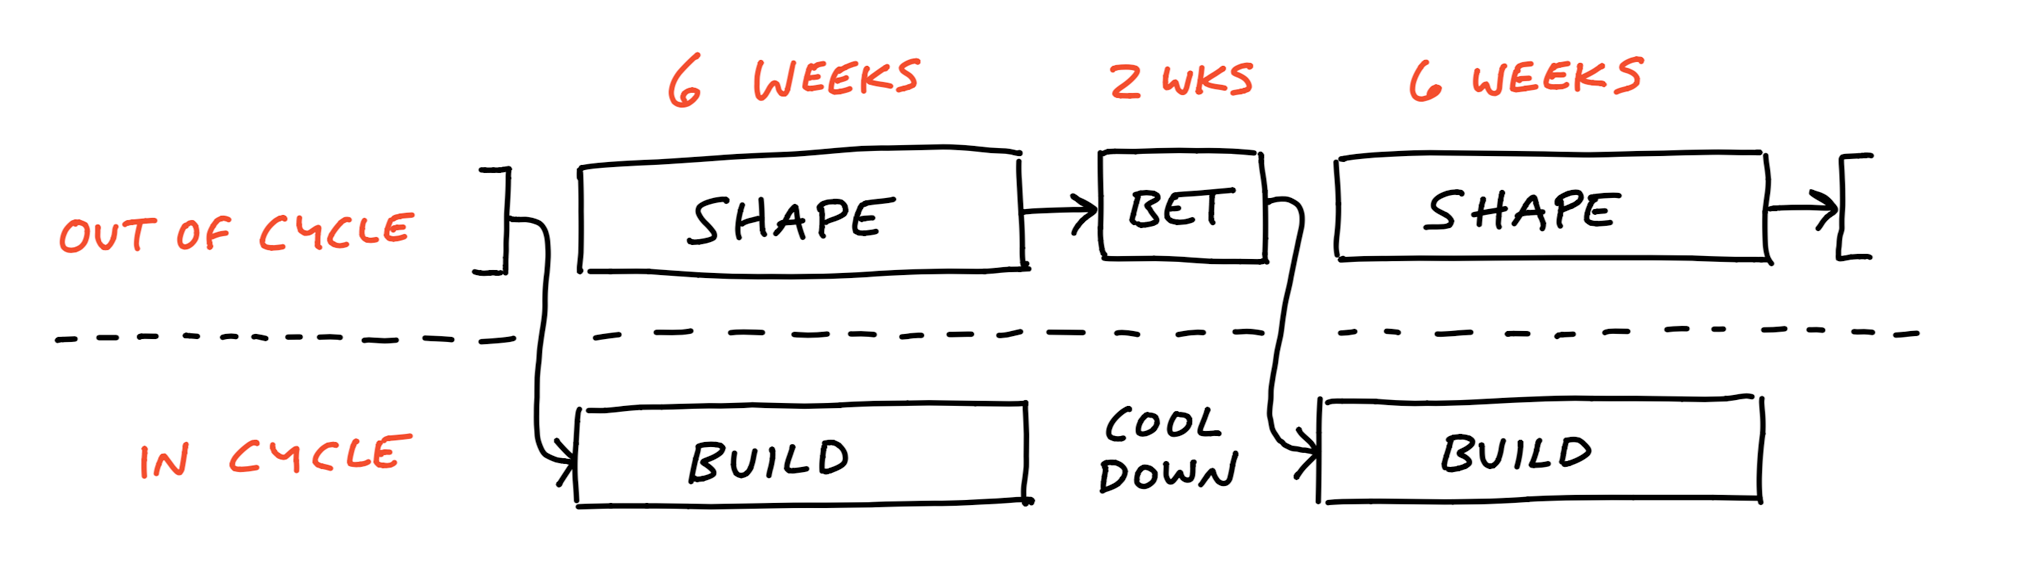 6 WEEKS
2 WKS
6 WEEKS
OUT OF CYCLE
SHAPE
BET
SHAPE
IN CYCLE
BUILD
COOL
DOWN
BUILD